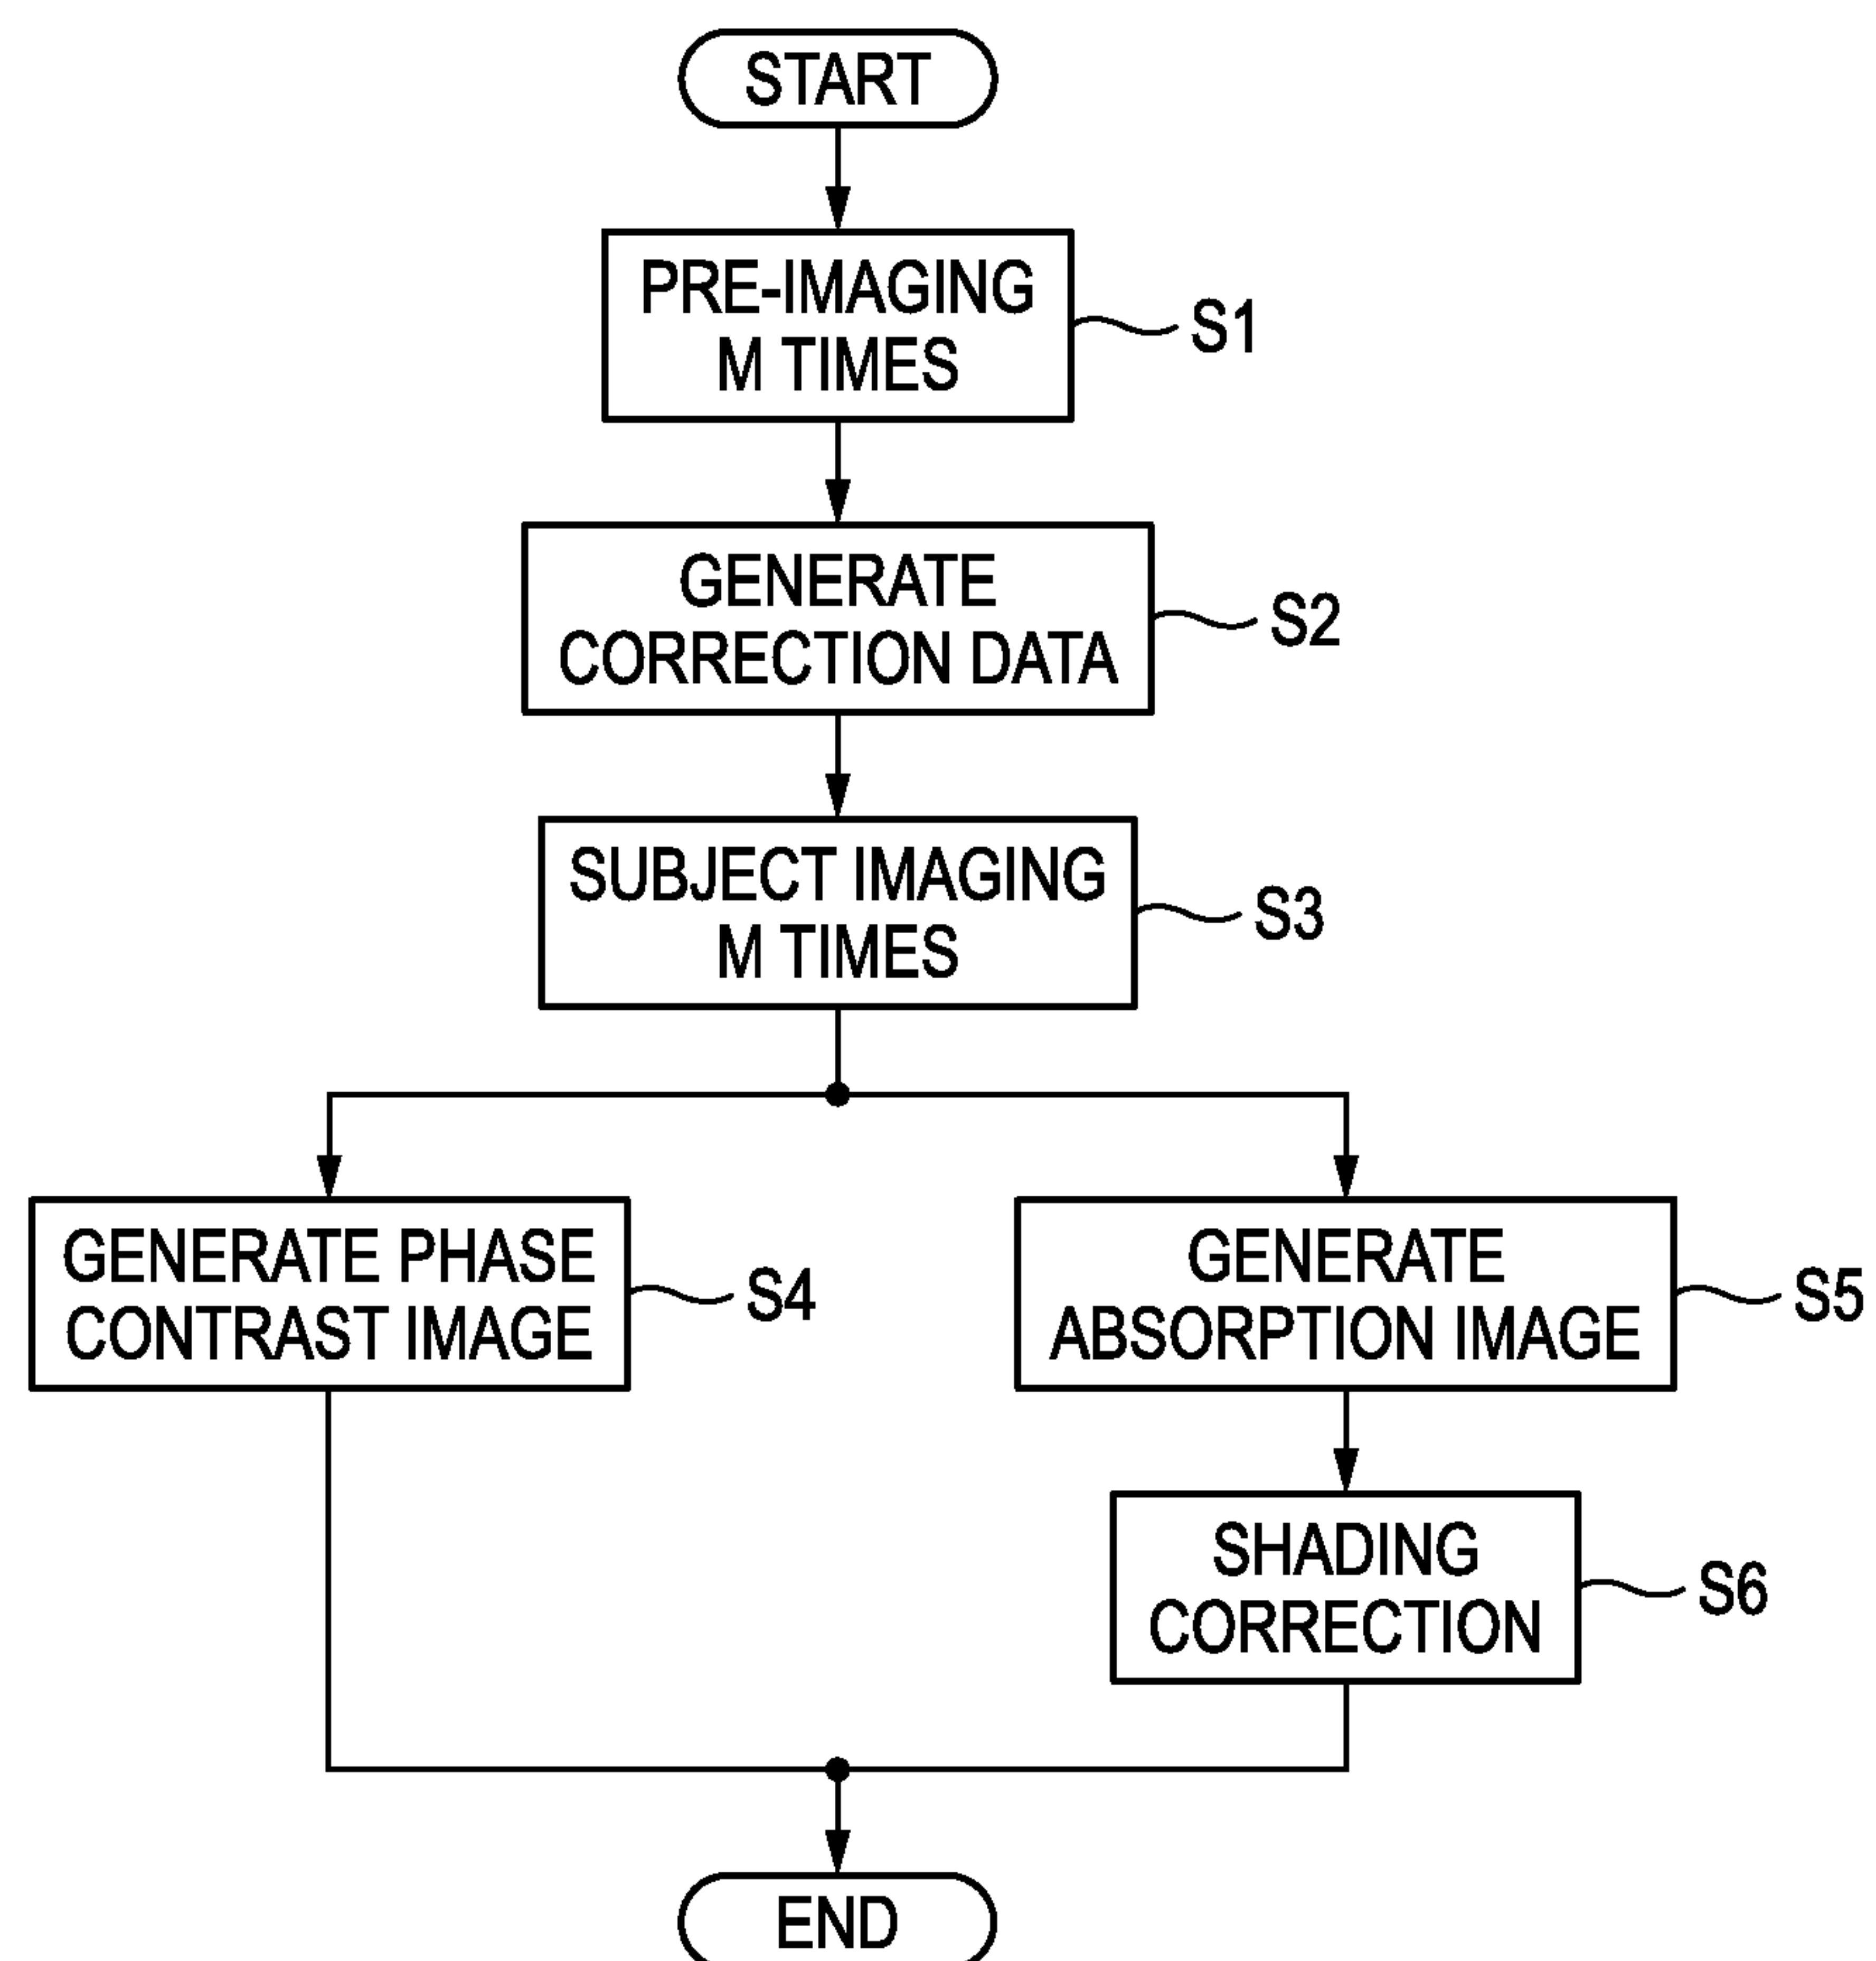 START
PRE-IMAGING
M TIMES
S1
GENERATE
CORRECTION DATA
S2
SUBJECT IMAGING
M TIMES
S3
GENERATE PHASE
CONTRAST IMAGE
S4
GENERATE
ABSORPTION IMAGE
S5
SHADING
CORRECTION
S6
END